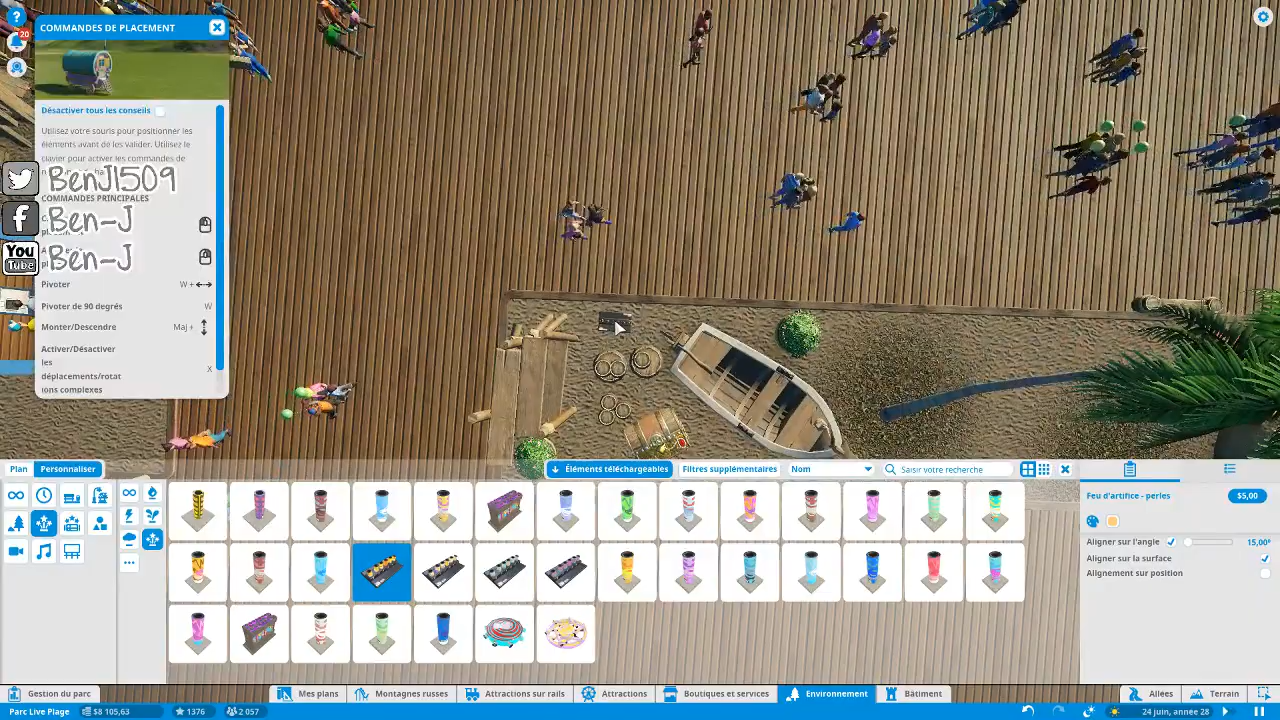 ?
20
COMMANDES DE PLACEMENT
Désactiver tous les conseils
Utilisez votre souris pour positionner les
éléments avant de les valider. Utilisez le
clavier pour activer les commandes de
BenJ1509
COMMANDES PRINCIPALES
Ben-J
You
Tube
Ben-J
Pivoter W +
Pivoter de 90 degrés W
Monter/Descendre Maj +
Activer/Désactiver
les
déplacements/rotat X
ions complexes
Plan Personnaliser
Éléments téléchargeables Filtres supplémentaires Nom Saisir votre recherche
Feu d'artifice - perles $5,00
Aligner sur l'angle 15,00°
Aligner sur la surface
Alignement sur position
Gestion du parc Mes plans Montagnes russes Attractions sur rails Attractions Boutiques et services Environnement Bâtiment Allées Terrain
Parc Live Plage $8 105,63 1376 2 057 24 juin, année 28